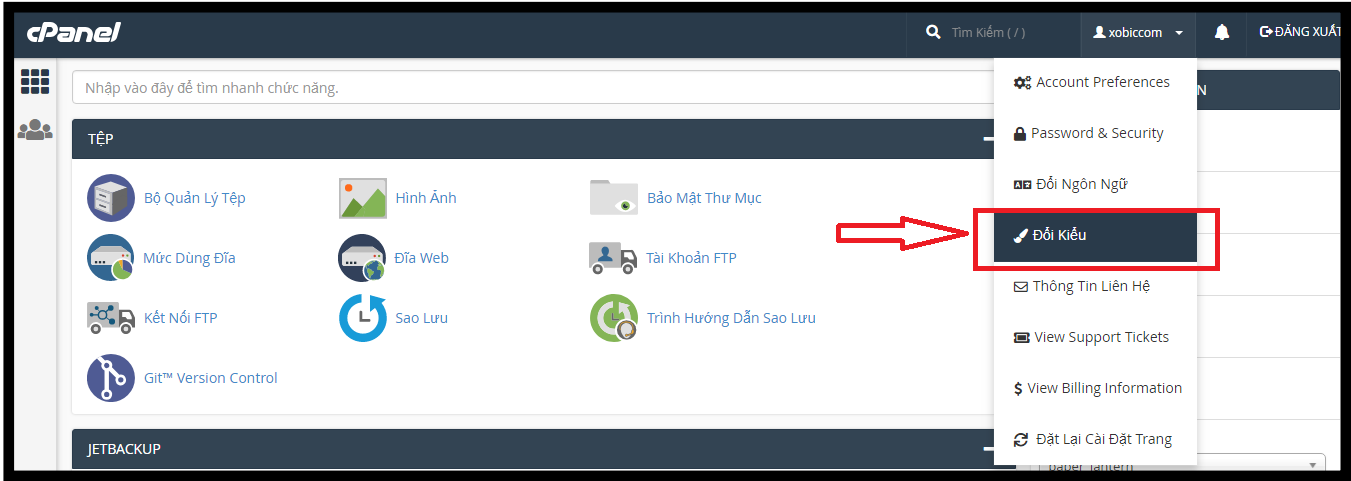 cPanel
Tìm Kiếm ( / )
xobiccom
ĐĂNG XUẤT
Nhập vào đây để tìm nhanh chức năng.
Account Preferences
Password & Security
Đổi Ngôn Ngữ
Đổi Kiểu
Thông Tin Liên Hệ
View Support Tickets
View Billing Information
Đặt Lại Cài Đặt Trang
N
TỆP
Bộ Quản Lý Tệp
Hình Ảnh
Bảo Mật Thư Mục
Mức Dùng Đĩa
Đĩa Web
Tài Khoản FTP
Kết Nối FTP
Sao Lưu
Trình Hướng Dẫn Sao Lưu
Git™ Version Control
JETBACKUP
paper_lantern